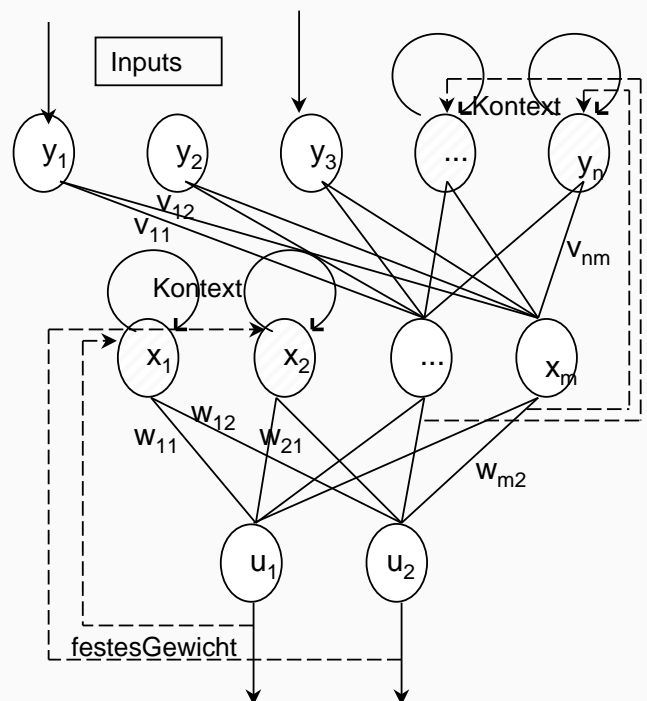 Inputs
Kontext
y1 y2 y3 ... yn
v12
v11
vnm
Kontext
x1 x2 ... xm
w12
w11 w21
wm2
u1 u2
festesGewicht